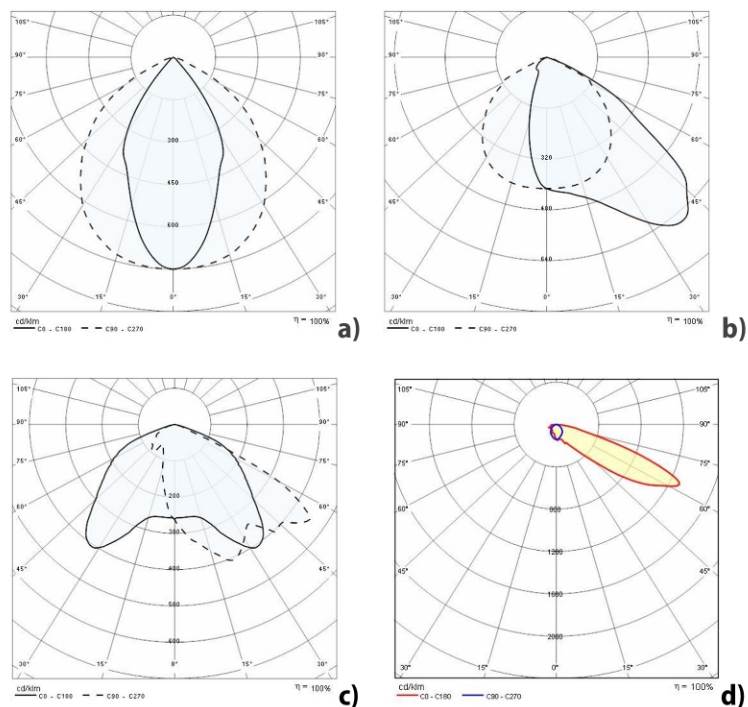 105° 105°
90° 90°
75° 75°
60° 60°
45° 45°
300
450
600
30° 15° 0° 15° 30°
cd/klm η = 100%
C0 - C180 C90 - C270
a)
105° 105°
90° 90°
75° 75°
60° 60°
45° 45°
320
480
640
30° 15° 0° 15° 30°
cd/klm η = 100%
C0 - C180 C90 - C270
b)
105° 105°
90° 90°
75° 75°
60° 60°
45° 45°
200
300
400
500
600
30° 15° 0° 15° 30°
cd/klm η = 100%
C0 - C180 C90 - C270
c)
105° 105°
90° 90°
75° 75°
60° 60°
45° 45°
800
1200
1600
2000
30° 15° 0° 15° 30°
cd/klm η = 100%
C0 - C180 C90 - C270
d)